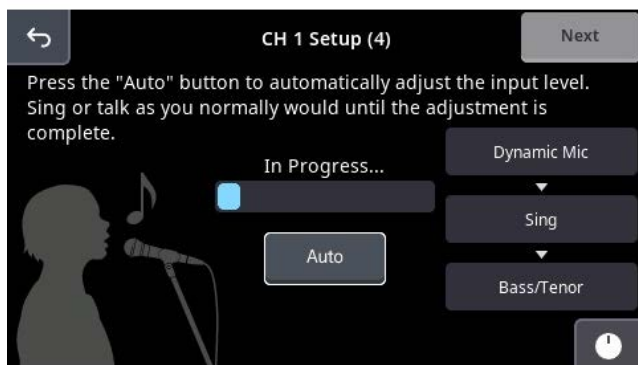 CH 1 Setup (4)
Next
Press the "Auto" button to automatically adjust the input level.
Sing or talk as you normally would until the adjustment is
complete.
In Progress...
Auto
Dynamic Mic
Sing
Bass/Tenor